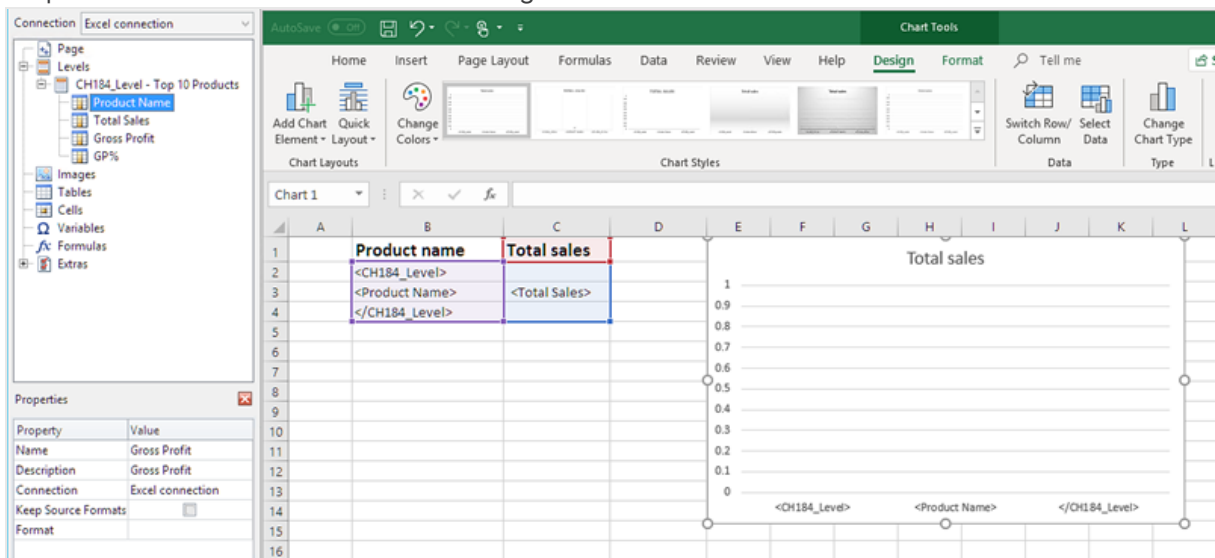 Connection Excel connection
Page
Levels
CH184_Level - Top 10 Products
Product Name
Total Sales
Gross Profit
GP%
Images
Tables
Cells
Variables
Formulas
Extras
Properties
Property Value
Name Gross Profit
Description Gross Profit
Connection Excel connection
Keep Source Formats
Format
AutoSave Off
Chart Tools
Home Insert Page Layout Formulas Data Review View Help Design Format Tell me
Add Chart Element Quick Layout Change Colors Switch Row/ Column Select Data Change Chart Type
Chart Layouts Chart Styles Data Type
Chart 1 fx
A B C D E F G H I J K L
1 Product name Total sales
2 <CH184_Level>
3 <Product Name> <Total Sales>
4 </CH184_Level>
5
6
7
8
9
10
11
12
13
14
15
16
Total sales
1
0.9
0.8
0.7
0.6
0.5
0.4
0.3
0.2
0.1
0
<CH184_Level> <Product Name> </CH184_Level>